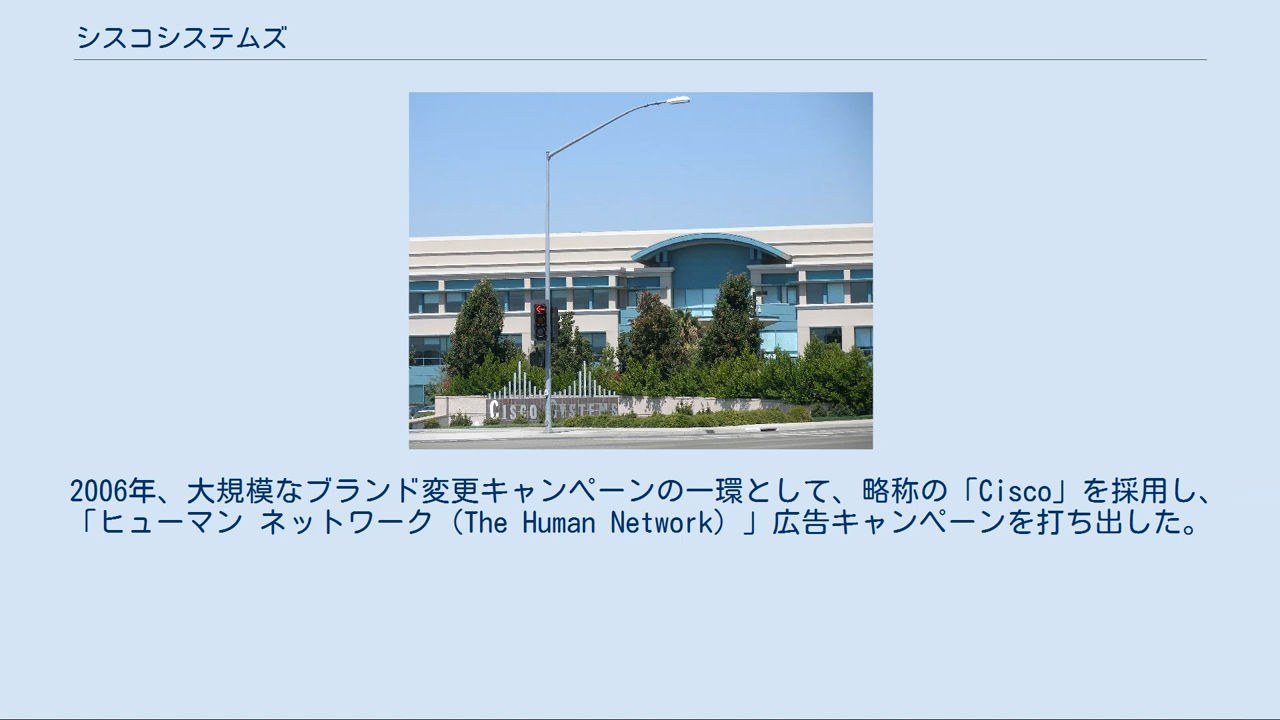 シスコシステムズ
CISCO SYSTEMS
2006年、大規模なブランド変更キャンペーンの一環として、略称の「Cisco」を採用し、
「ヒューマン ネットワーク（The Human Network）」広告キャンペーンを打ち出した。